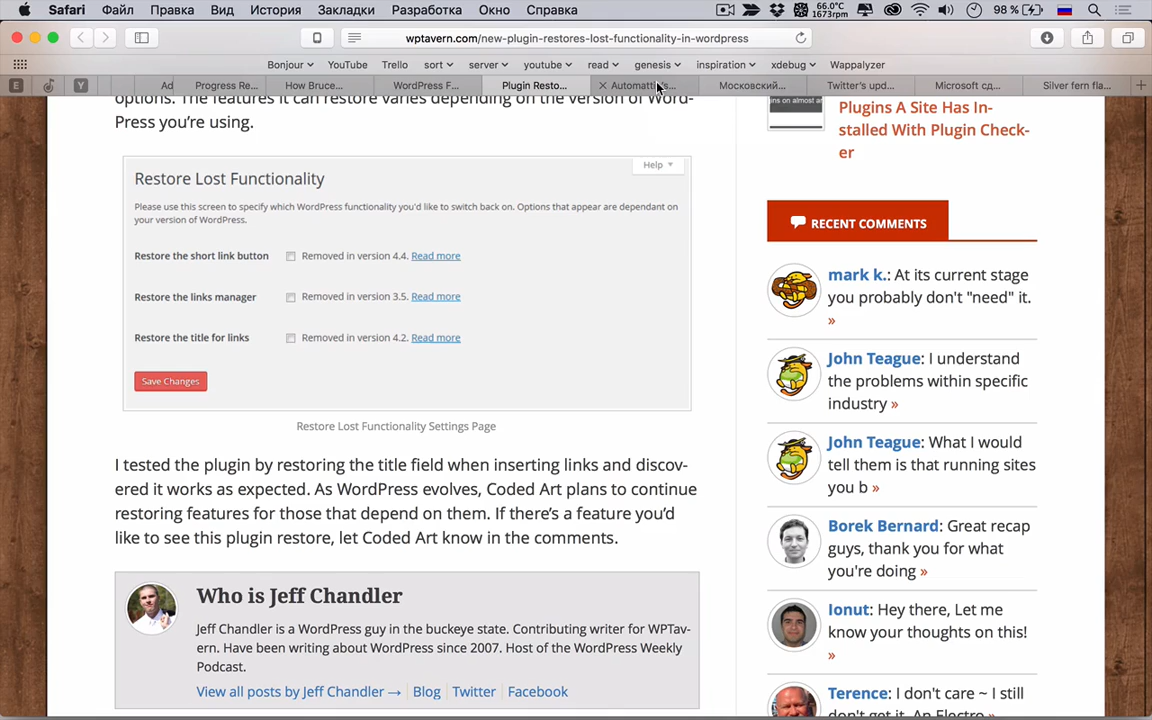 Safari Файл Правка Вид История Закладки Разработка Окно Справка 66.0°C 1673rpm 98 %
wptavern.com/new-plugin-restores-lost-functionality-in-wordpress
Bonjour YouTube Trello sort server youtube read genesis inspiration xdebug Wappalyzer
E Y Ad Progress Re... How Bruce... WordPress F... Plugin Resto... Automatti Московский... Twitter's upd... Microsoft сд... Silver fern fla...
options. The features it can restore varies depending on the version of Word-
Press you're using.
Help
Restore Lost Functionality
Please use this screen to specify which WordPress functionality you'd like to switch back on. Options that appear are dependant on
your version of WordPress.
Restore the short link button Removed in version 4.4. Read more
Restore the links manager Removed in version 3.5. Read more
Restore the title for links Removed in version 4.2. Read more
Save Changes
Restore Lost Functionality Settings Page
I tested the plugin by restoring the title field when inserting links and discov-
ered it works as expected. As WordPress evolves, Coded Art plans to continue
restoring features for those that depend on them. If there's a feature you'd
like to see this plugin restore, let Coded Art know in the comments.
Who is Jeff Chandler
Jeff Chandler is a WordPress guy in the buckeye state. Contributing writer for WPTav-
ern. Have been writing about WordPress since 2007. Host of the WordPress Weekly
Podcast.
View all posts by Jeff Chandler → Blog Twitter Facebook
Plugins A Site Has In-
stalled With Plugin Check-
er
RECENT COMMENTS
mark k.: At its current stage
you probably don't "need" it.
»
John Teague: I understand
the problems within specific
industry »
John Teague: What I would
tell them is that running sites
you b »
Borek Bernard: Great recap
guys, thank you for what
you're doing »
Ionut: Hey there, Let me
know your thoughts on this!
»
Terence: I don't care ~ I still
don't get it. An Electro »